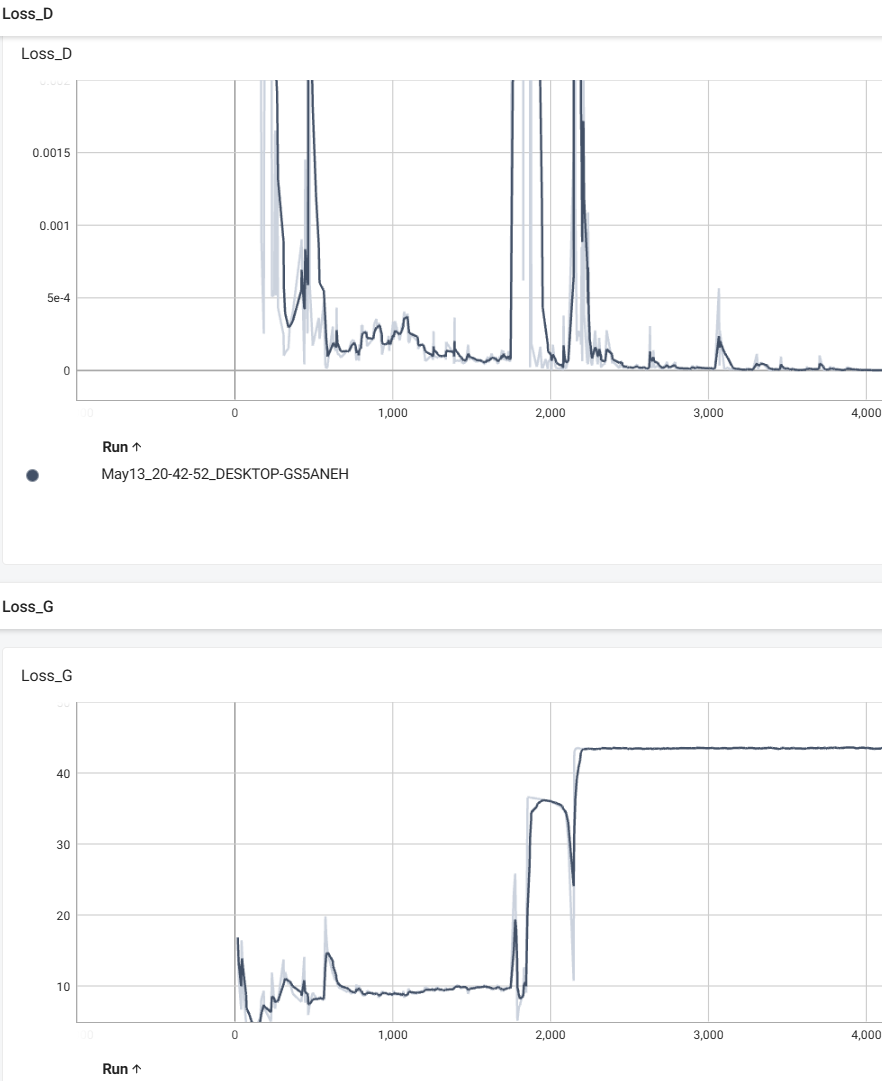 Loss_D
Loss_D
0.0015
0.001
5e-4
0
0 1,000 2,000 3,000 4,000
Run ↑
May13_20-42-52_DESKTOP-GS5ANEH
Loss_G
Loss_G
40
30
20
10
0 1,000 2,000 3,000 4,000
Run ↑